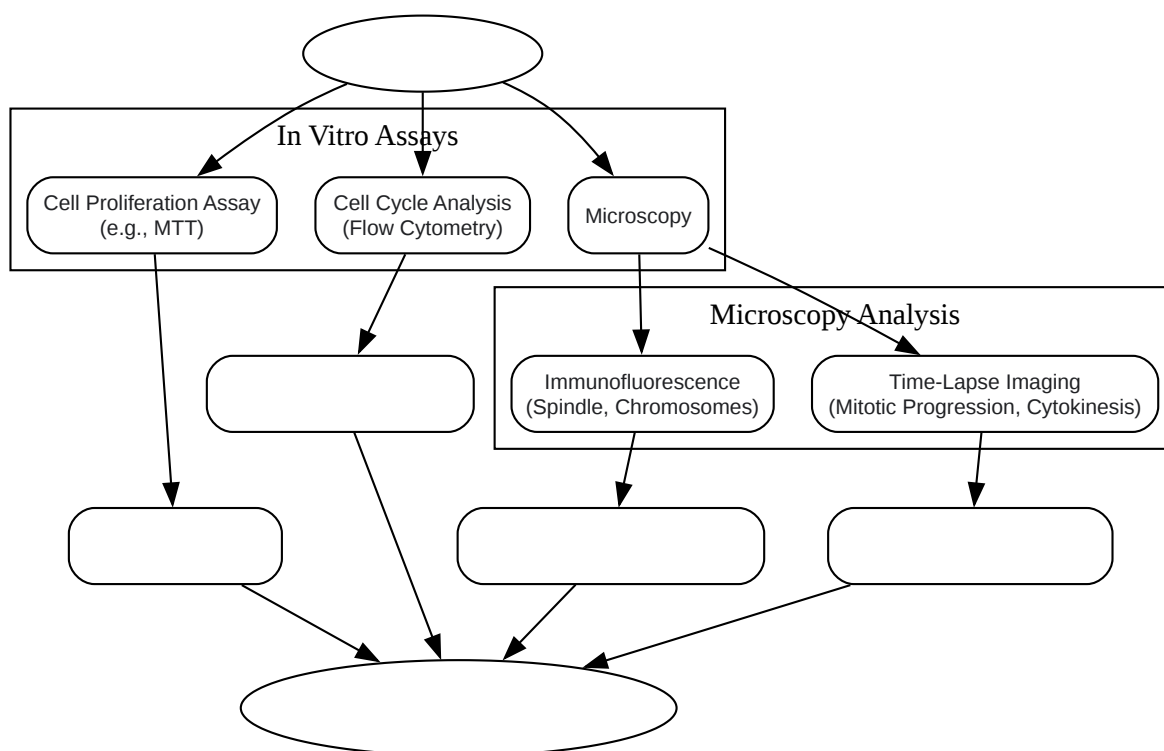 In Vitro Assays
Cell Proliferation Assay
(e.g., MTT)
Cell Cycle Analysis
(Flow Cytometry)
Microscopy
Microscopy Analysis
Immunofluorescence
(Spindle, Chromosomes)
Time-Lapse Imaging
(Mitotic Progression, Cytokinesis)